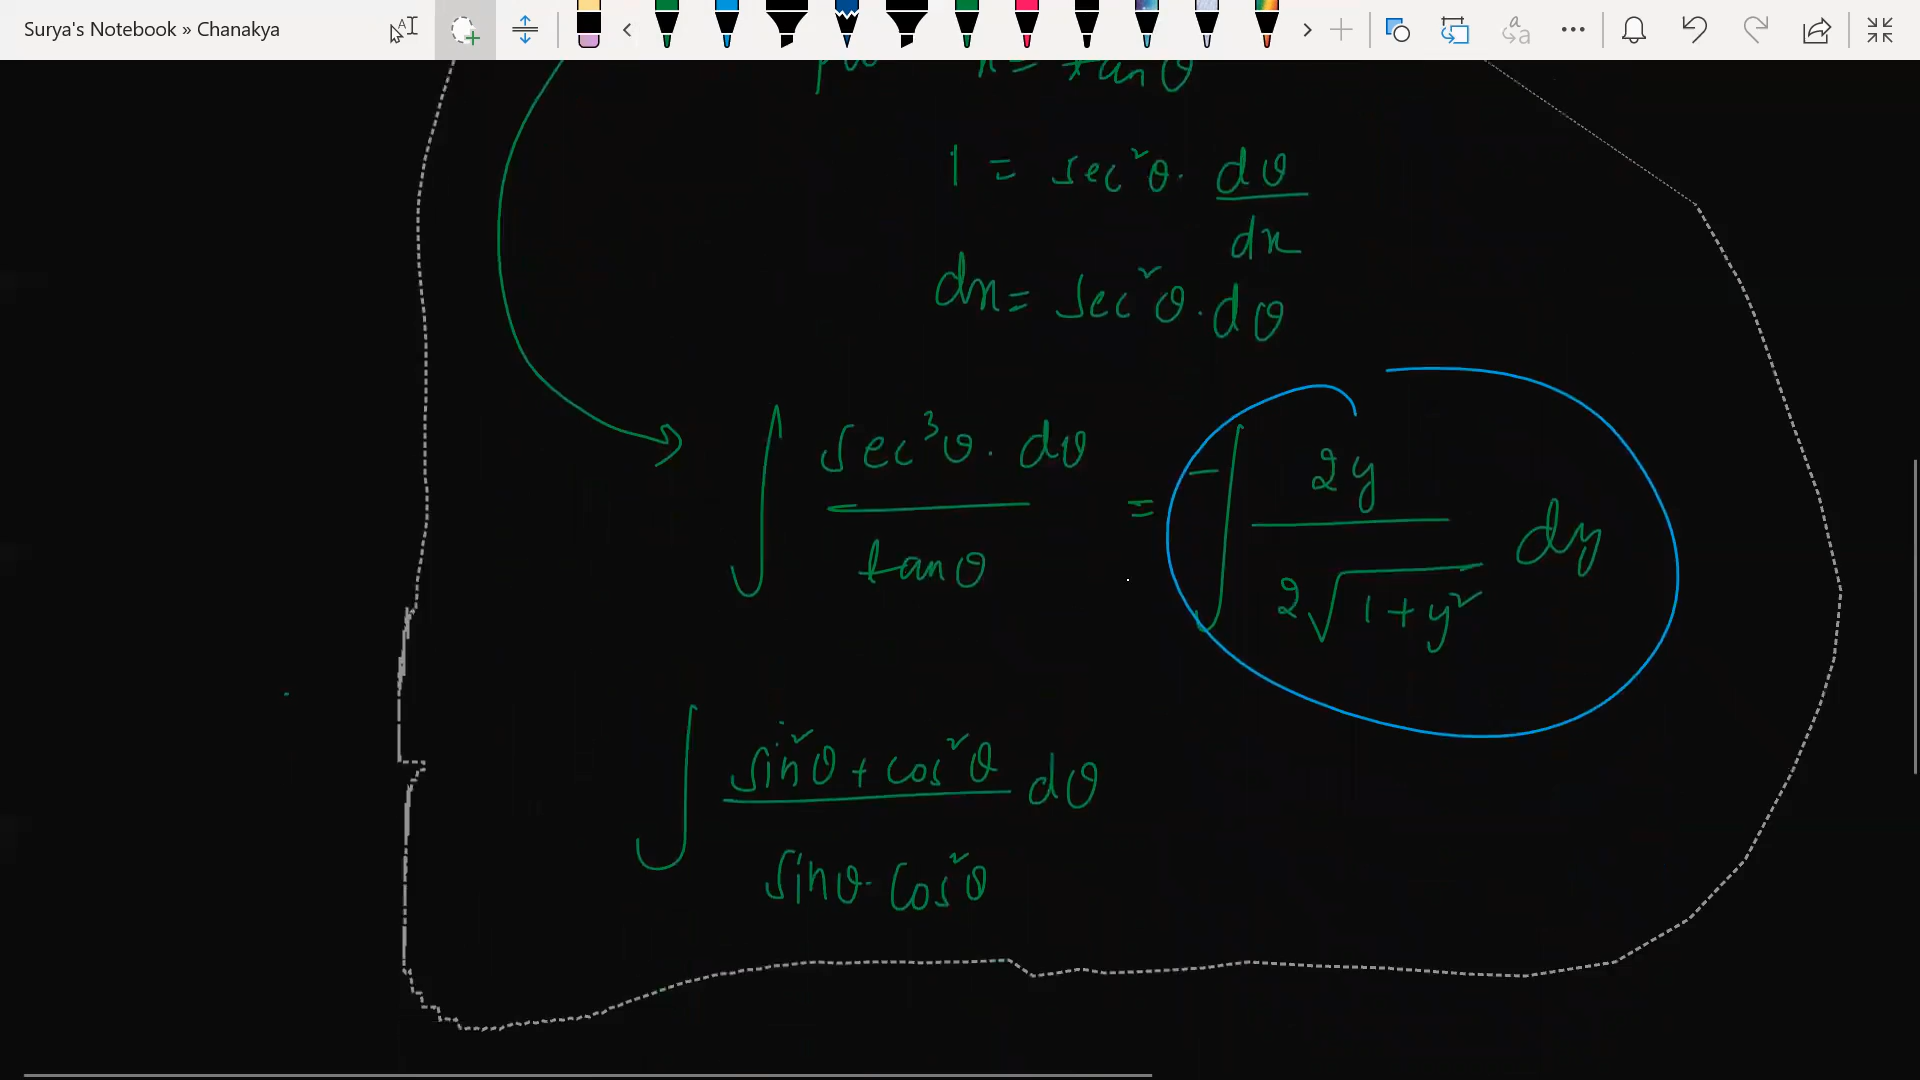 Surya's Notebook » Chanakya
x = tanθ
1 = sec²θ · dθ/dx
dx = sec²θ · dθ
∫ sec³θ · dθ / tanθ = -∫ 2y / 2√(1+y²) dy
∫ sin²θ + cos²θ / sinθ · cos²θ dθ